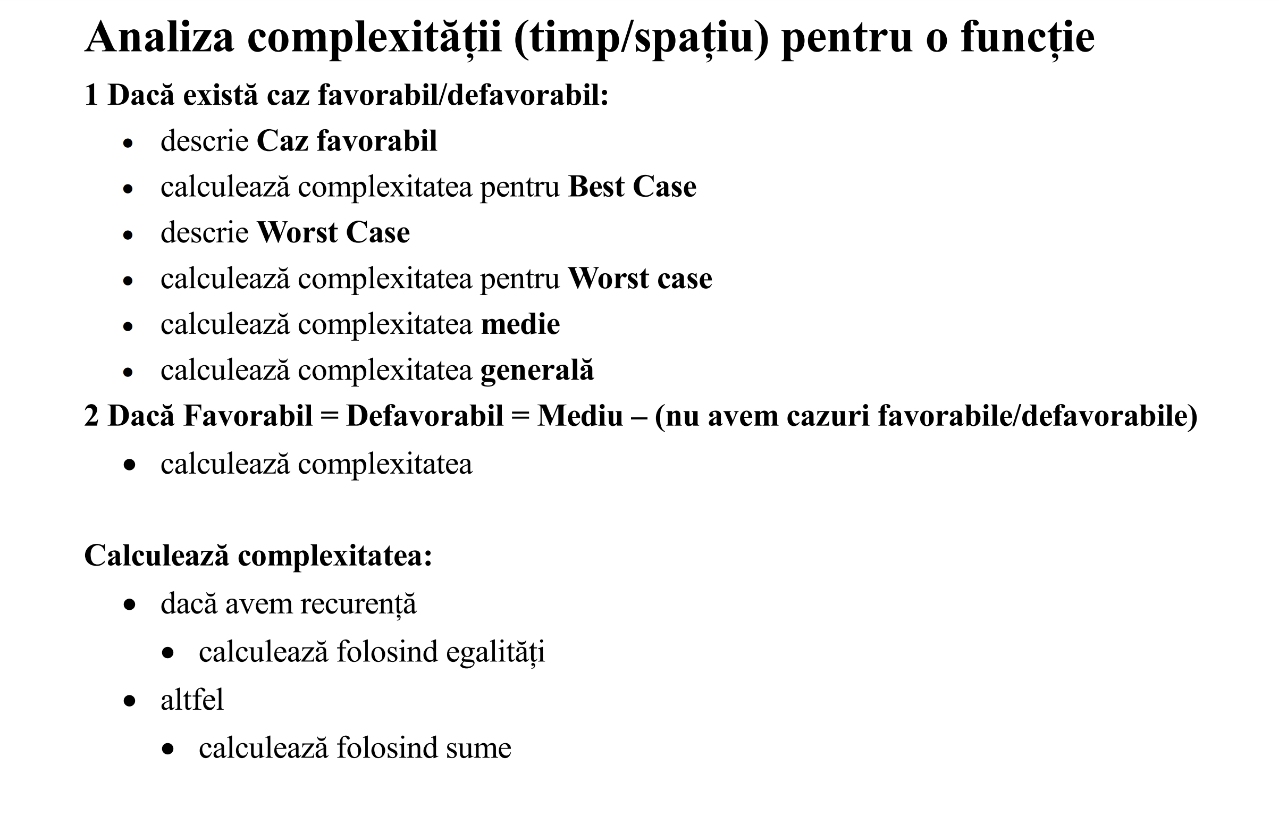 Analiza complexității (timp/spațiu) pentru o funcție
1 Dacă există caz favorabil/defavorabil:
• descrie Caz favorabil
• calculează complexitatea pentru Best Case
• descrie Worst Case
• calculează complexitatea pentru Worst case
• calculează complexitatea medie
• calculează complexitatea generală
2 Dacă Favorabil = Defavorabil = Mediu – (nu avem cazuri favorabile/defavorabile)
• calculează complexitatea
Calculează complexitatea:
• dacă avem recurență
• calculează folosind egalități
• altfel
• calculează folosind sume